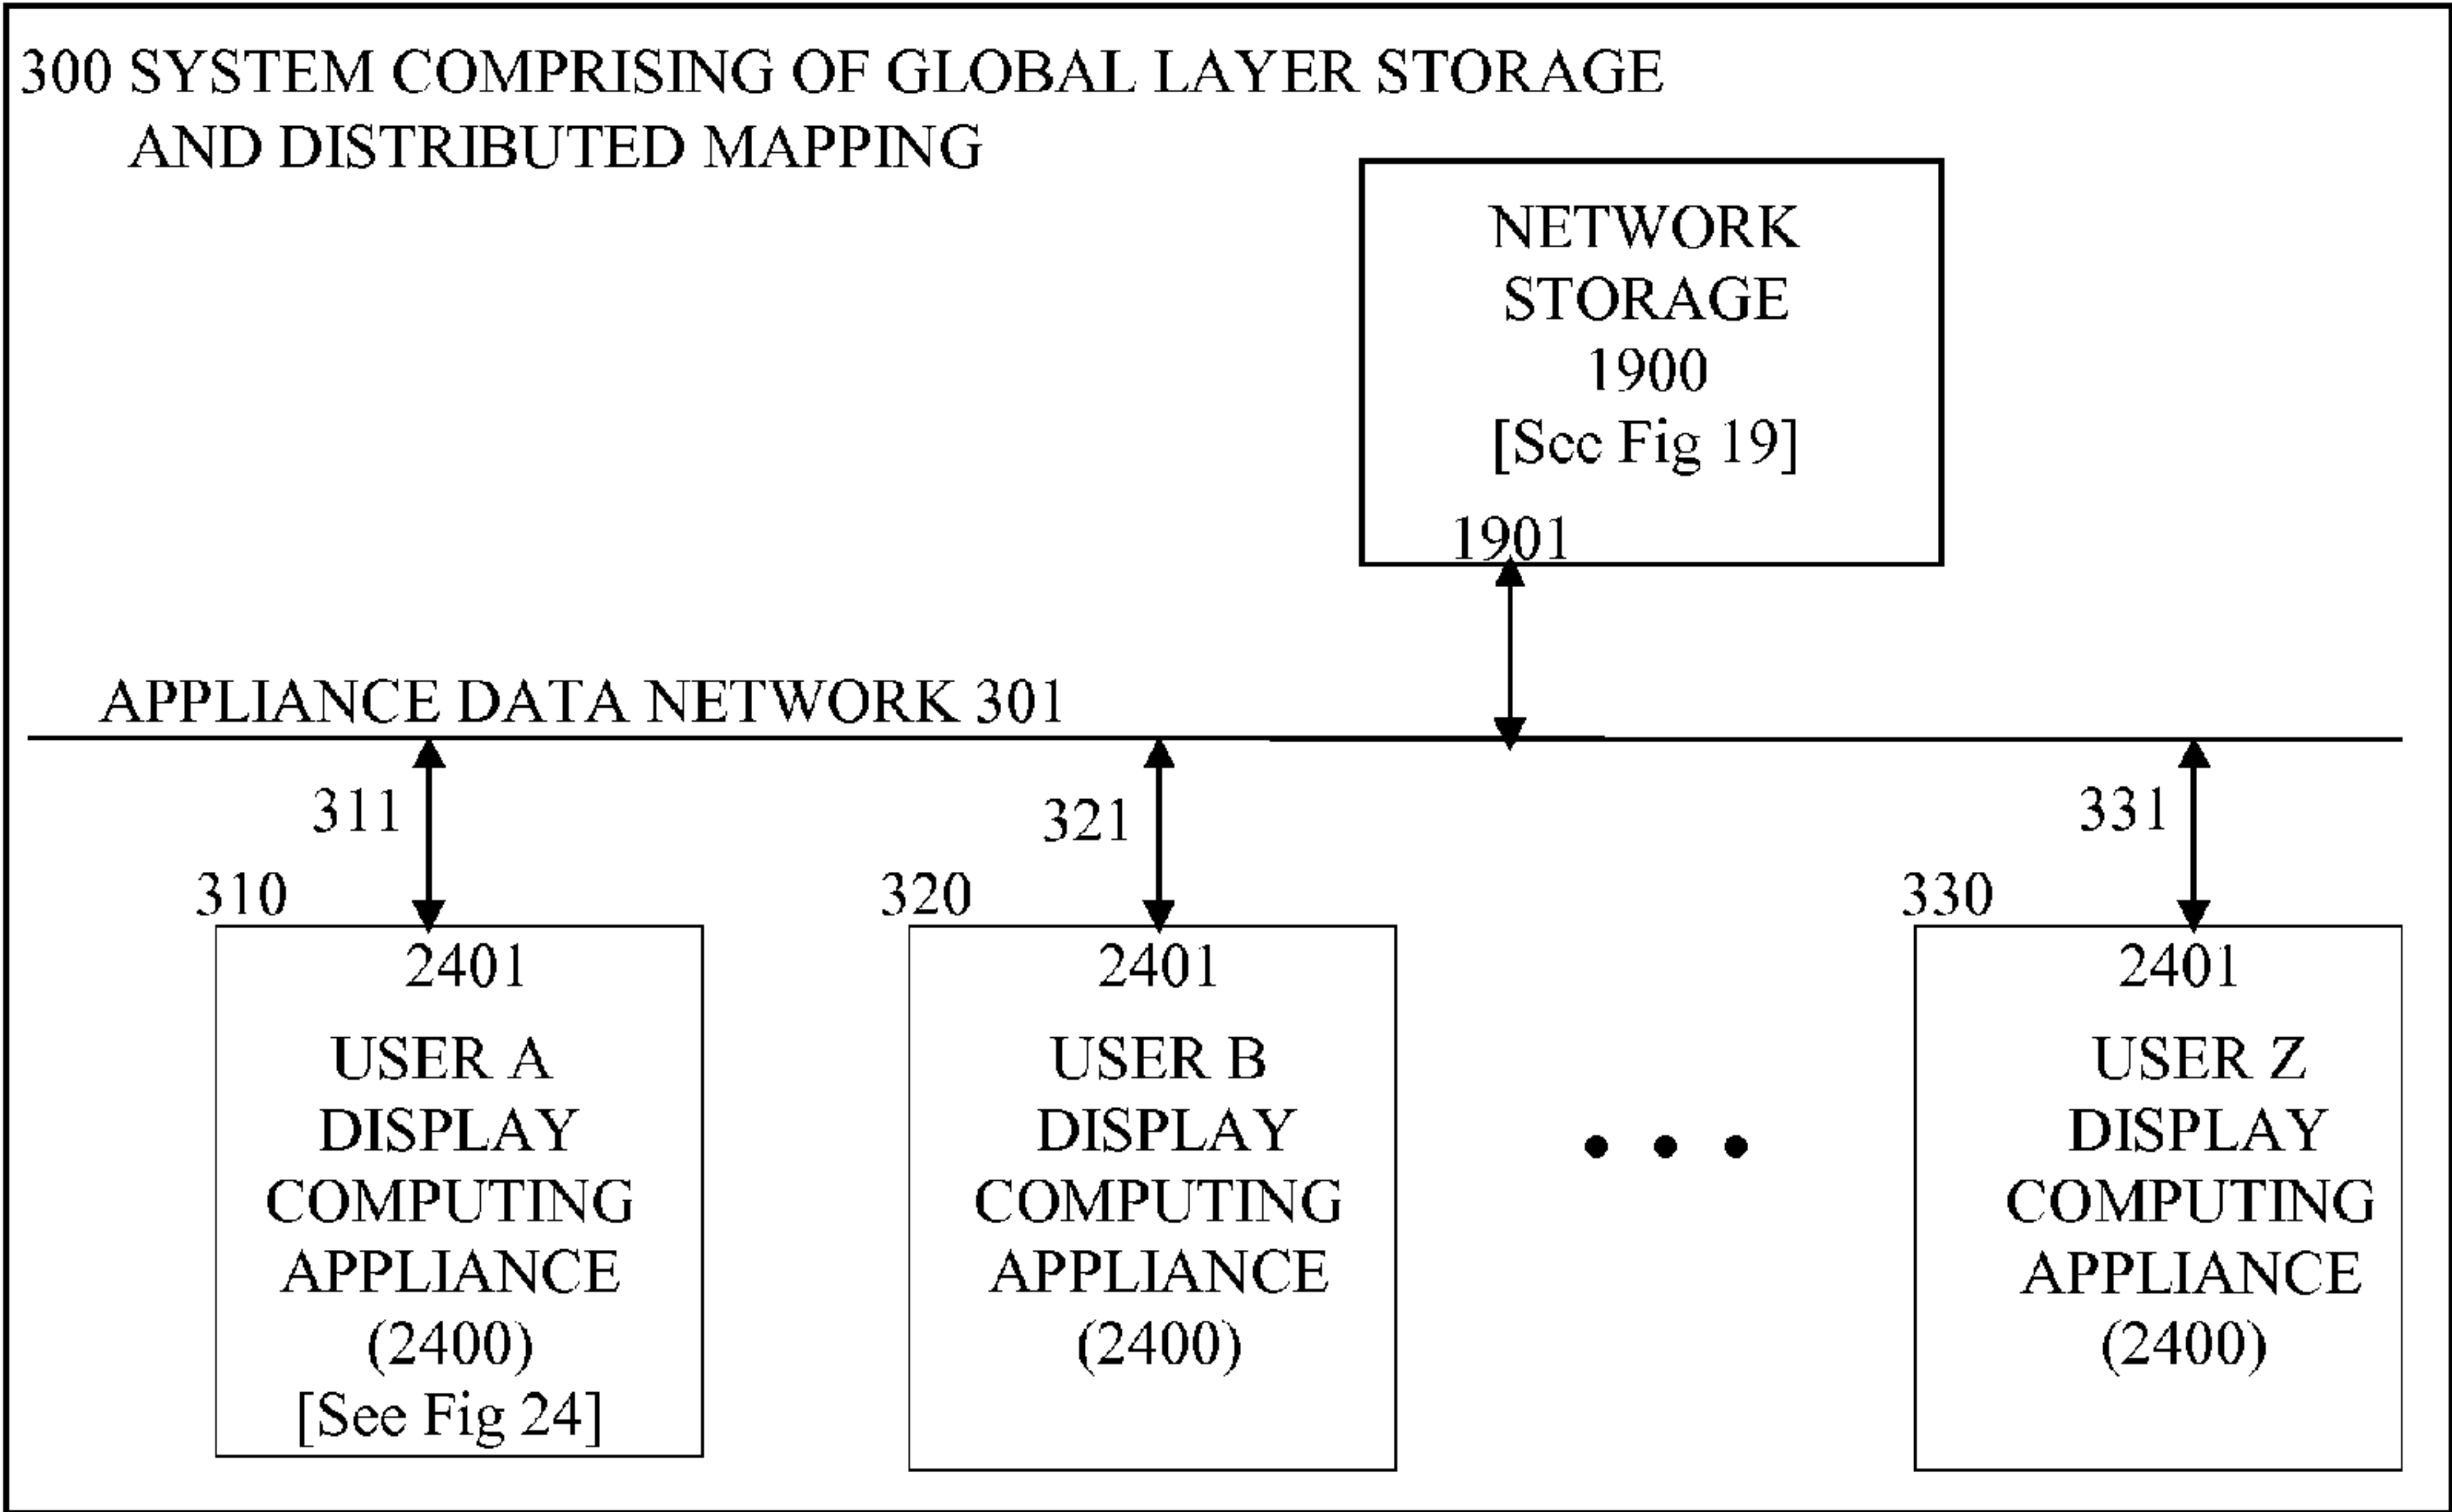 300 SYSTEM COMPRISING OF GLOBAL LAYER STORAGE
AND DISTRIBUTED MAPPING
NETWORK
STORAGE
1900
[See Fig 19]
1901
APPLIANCE DATA NETWORK 301
311
321
331
310
320
330
2401
USER A
DISPLAY
COMPUTING
APPLIANCE
(2400)
[See Fig 24]
2401
USER B
DISPLAY
COMPUTING
APPLIANCE
(2400)
• • •
2401
USER Z
DISPLAY
COMPUTING
APPLIANCE
(2400)